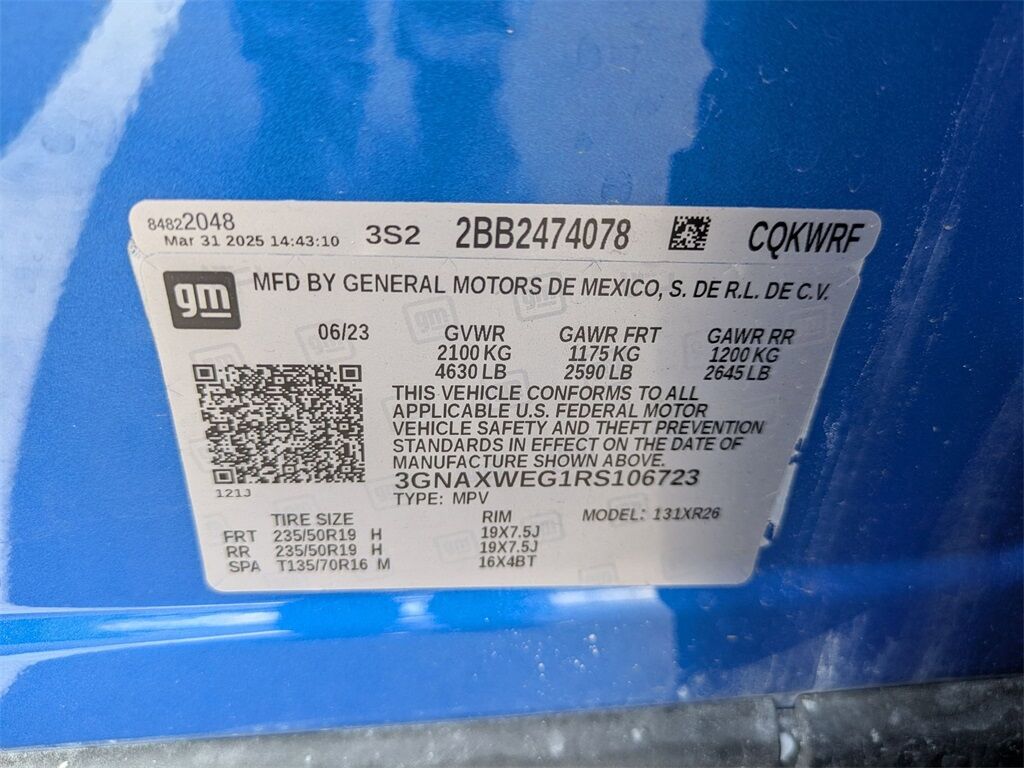 84822048
Mar 31 2025 14:43:10 3S2 2BB2474078 CQKWRF
gm MFD BY GENERAL MOTORS DE MEXICO, S. DE R.L. DE C.V.
06/23 GVWR GAWR FRT GAWR RR
2100 KG 1175 KG 1200 KG
4630 LB 2590 LB 2645 LB
THIS VEHICLE CONFORMS TO ALL
APPLICABLE U.S. FEDERAL MOTOR
VEHICLE SAFETY AND THEFT PREVENTION
STANDARDS IN EFFECT ON THE DATE OF
MANUFACTURE SHOWN ABOVE.
3GNAXWEG1RS106723
121J
TYPE: MPV
TIRE SIZE RIM MODEL: 131XR26
FRT 235/50R19 H 19X7.5J
RR 235/50R19 H 19X7.5J
SPA T135/70R16 M 16X4BT